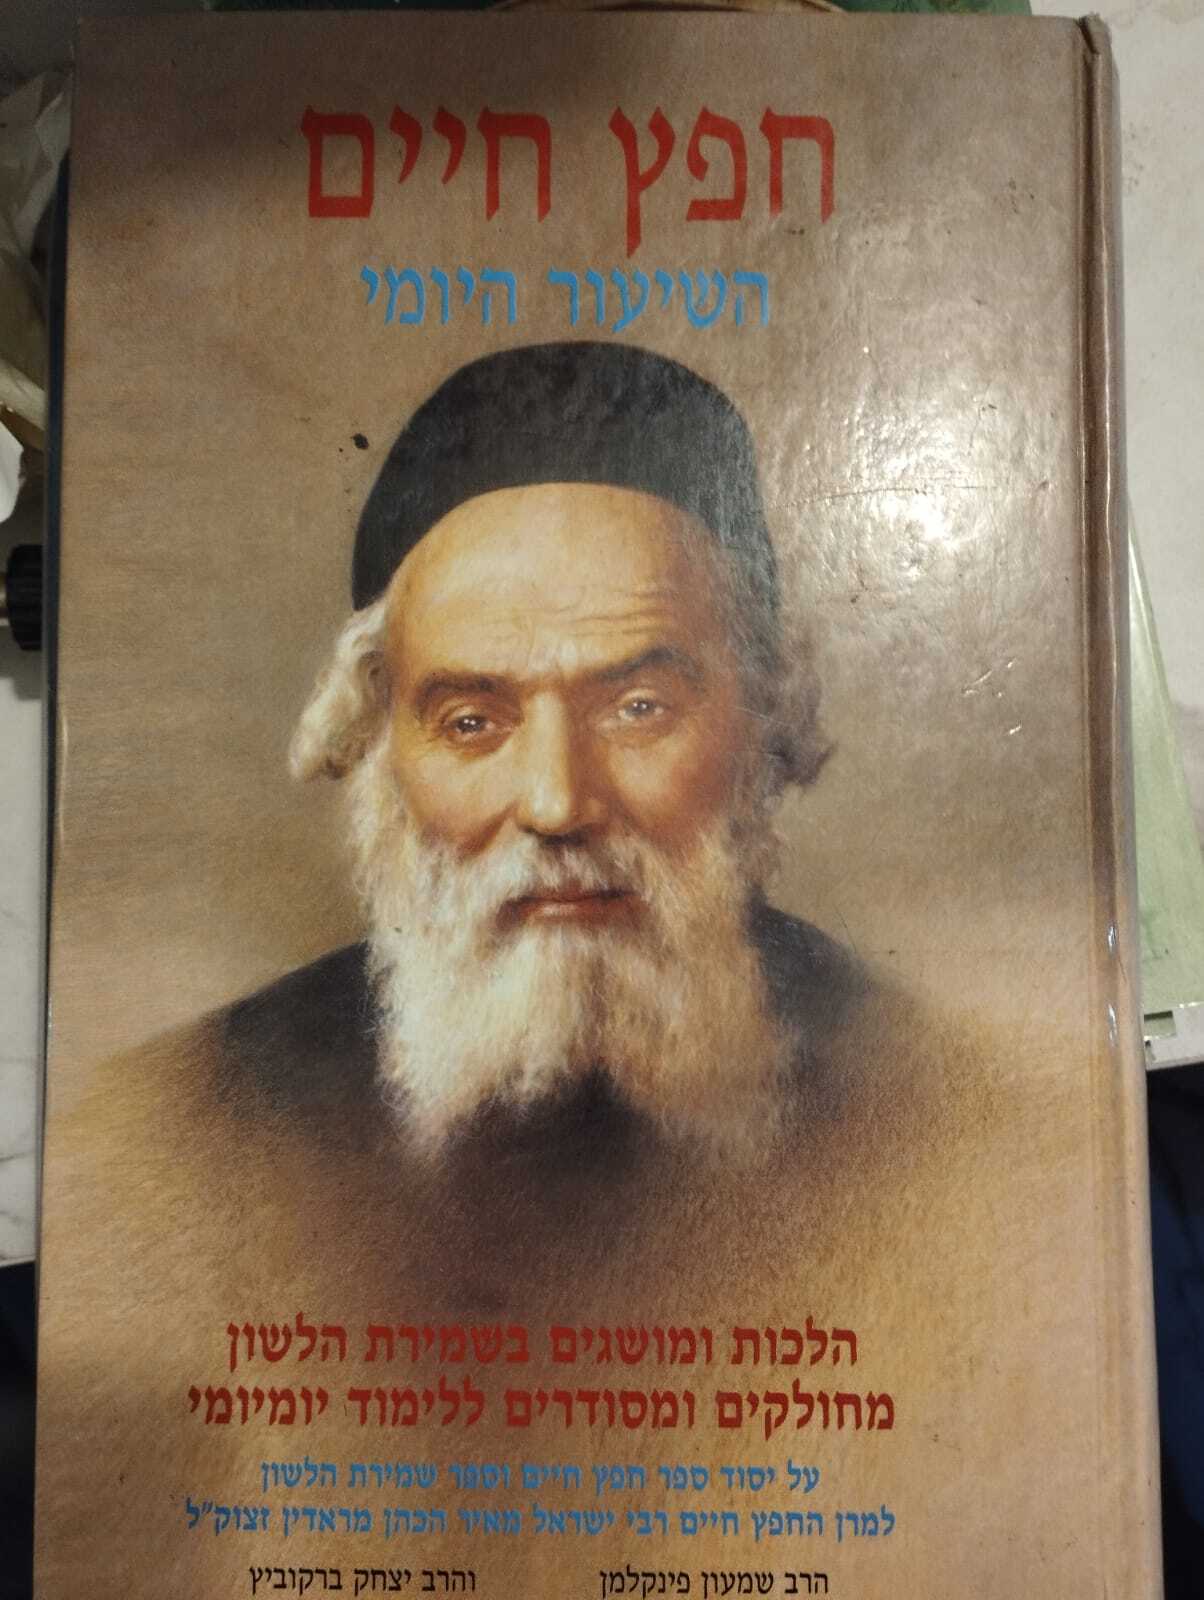 חפץ חיים
השיעור היומי
הלכות ומושגים בשמירת הלשון
מחולקים ומסודרים ללימוד יומיומי
על יסוד ספר חפץ חיים וספר שמירת הלשון
למרן החפץ חיים רבי ישראל מאיר הכהן מראדין זצוק"ל
הרב שמעון פינקלמן והרב יצחק ברקוביץ